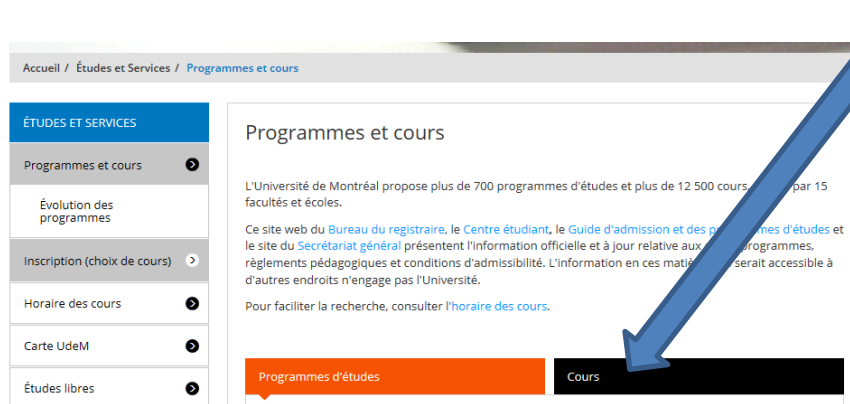 Accueil / Études et Services / Programmes et cours
ÉTUDES ET SERVICES
Programmes et cours
Évolution des
programmes
Inscription (choix de cours)
Horaire des cours
Carte UdeM
Études libres
Programmes et cours
L'Université de Montréal propose plus de 700 programmes d'études et plus de 12 500 cours par 15
facultés et écoles.
Ce site web du Bureau du registraire, le Centre étudiant, le Guide d'admission et des d'études et
le site du Secrétariat général présentent l'information officielle et à jour relative aux programmes,
règlements pédagogiques et conditions d'admissibilité. L'information en ces serait accessible à
d'autres endroits n'engage pas l'Université.
Pour faciliter la recherche, consulter l'horaire des cours.
Programmes d'études
Cours